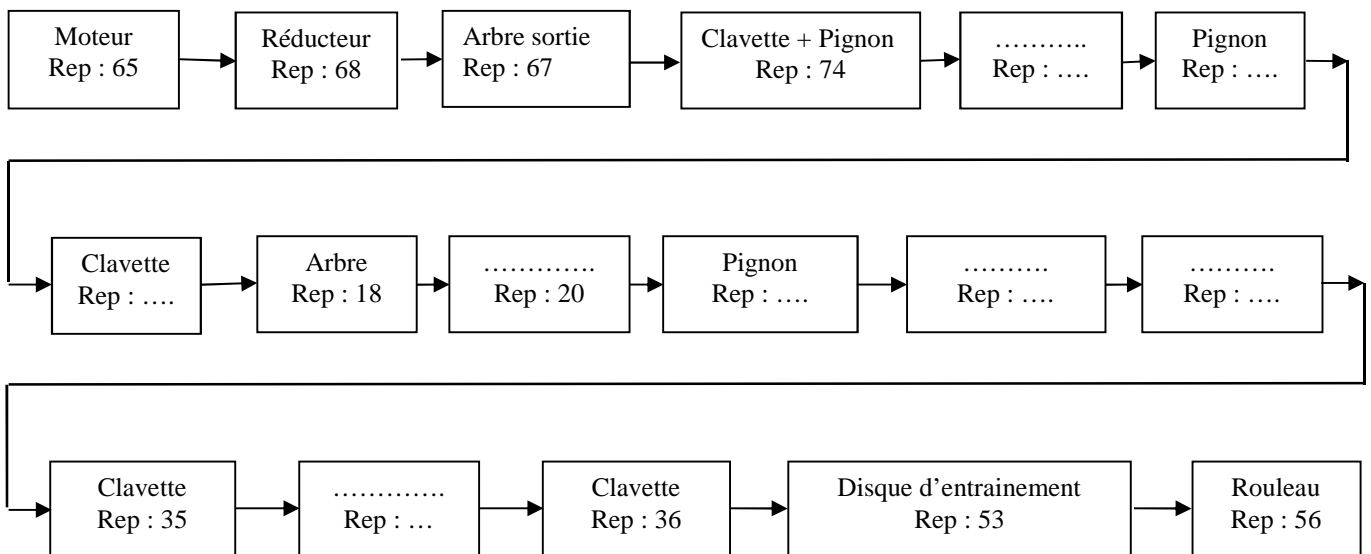 Moteur
Rep : 65
Réducteur
Rep : 68
Arbre sortie
Rep : 67
Clavette + Pignon
Rep : 74
………..
Rep : ….
Pignon
Rep : ….
Clavette
Rep : ….
Arbre
Rep : 18
………….
Rep : 20
Pignon
Rep : ….
……….
Rep : ….
……….
Rep : ….
Clavette
Rep : 35
………….
Rep : …
Clavette
Rep : 36
Disque d’entrainement
Rep : 53
Rouleau
Rep : 56